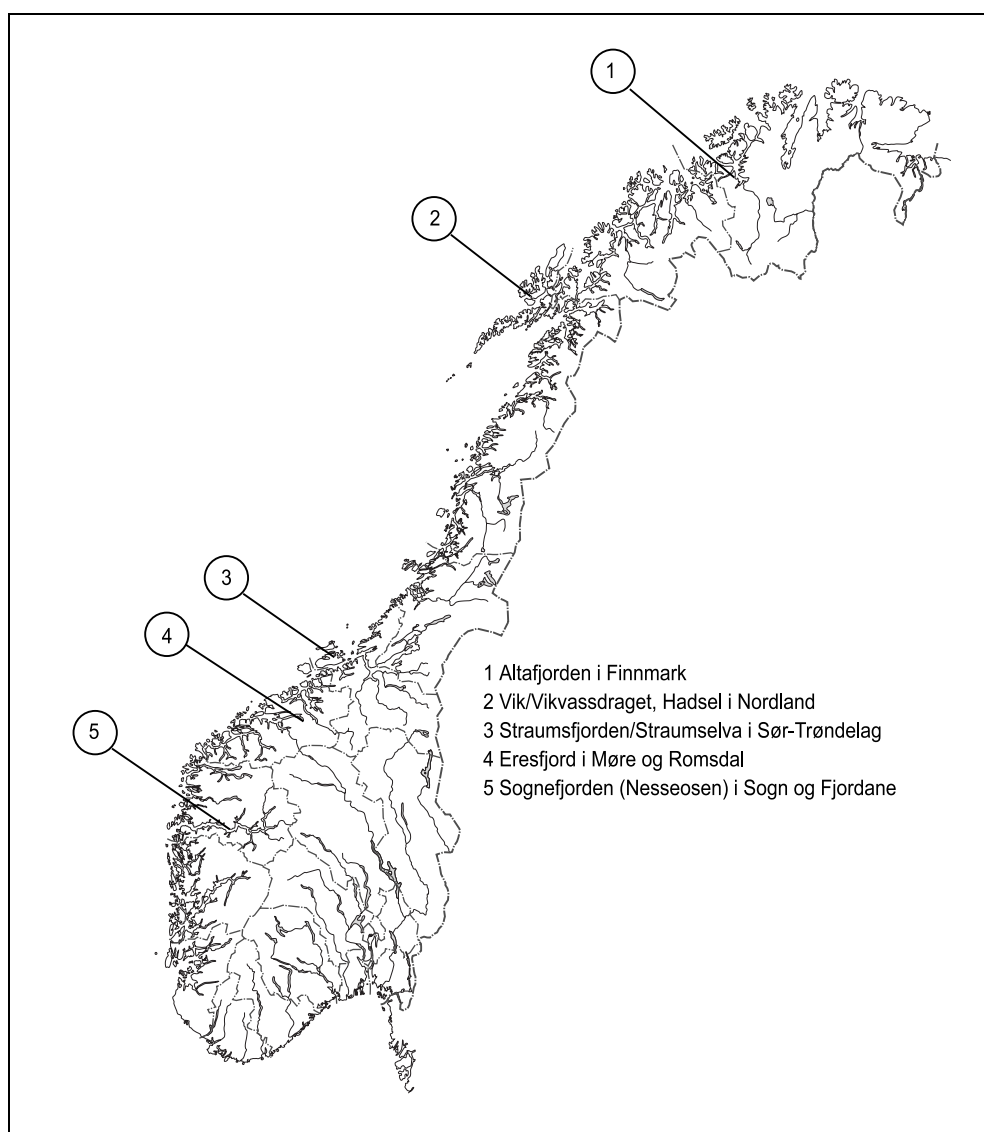 1
2
3
4
5
1 Altafjorden i Finnmark
2 Vik/Vikvassdraget, Hadsel i Nordland
3 Straumsfjorden/Straumselva i Sør-Trøndelag
4 Eresfjord i Møre og Romsdal
5 Sognefjorden (Nesseosen) i Sogn og Fjordane